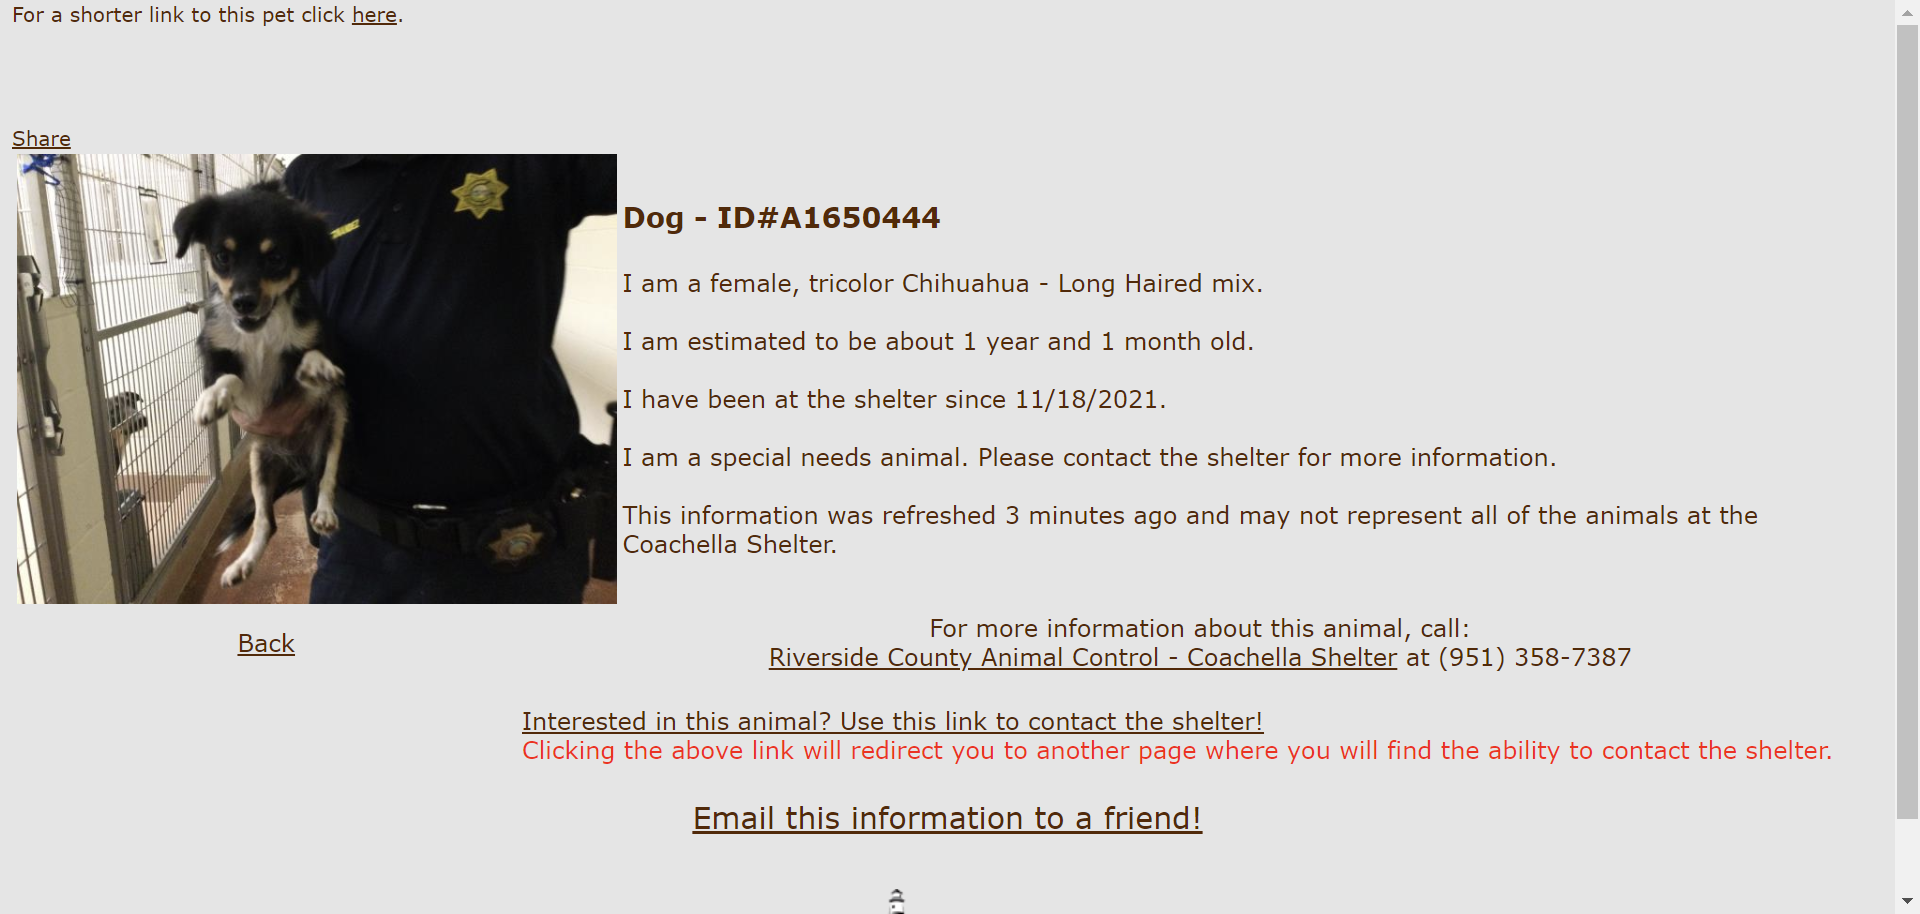 For a shorter link to this pet click here.
Share
Dog - ID#A1650444
I am a female, tricolor Chihuahua - Long Haired mix.
I am estimated to be about 1 year and 1 month old.
I have been at the shelter since 11/18/2021.
I am a special needs animal. Please contact the shelter for more information.
This information was refreshed 3 minutes ago and may not represent all of the animals at the
Coachella Shelter.
Back
For more information about this animal, call:
Riverside County Animal Control - Coachella Shelter at (951) 358-7387
Interested in this animal? Use this link to contact the shelter!
Clicking the above link will redirect you to another page where you will find the ability to contact the shelter.
Email this information to a friend!